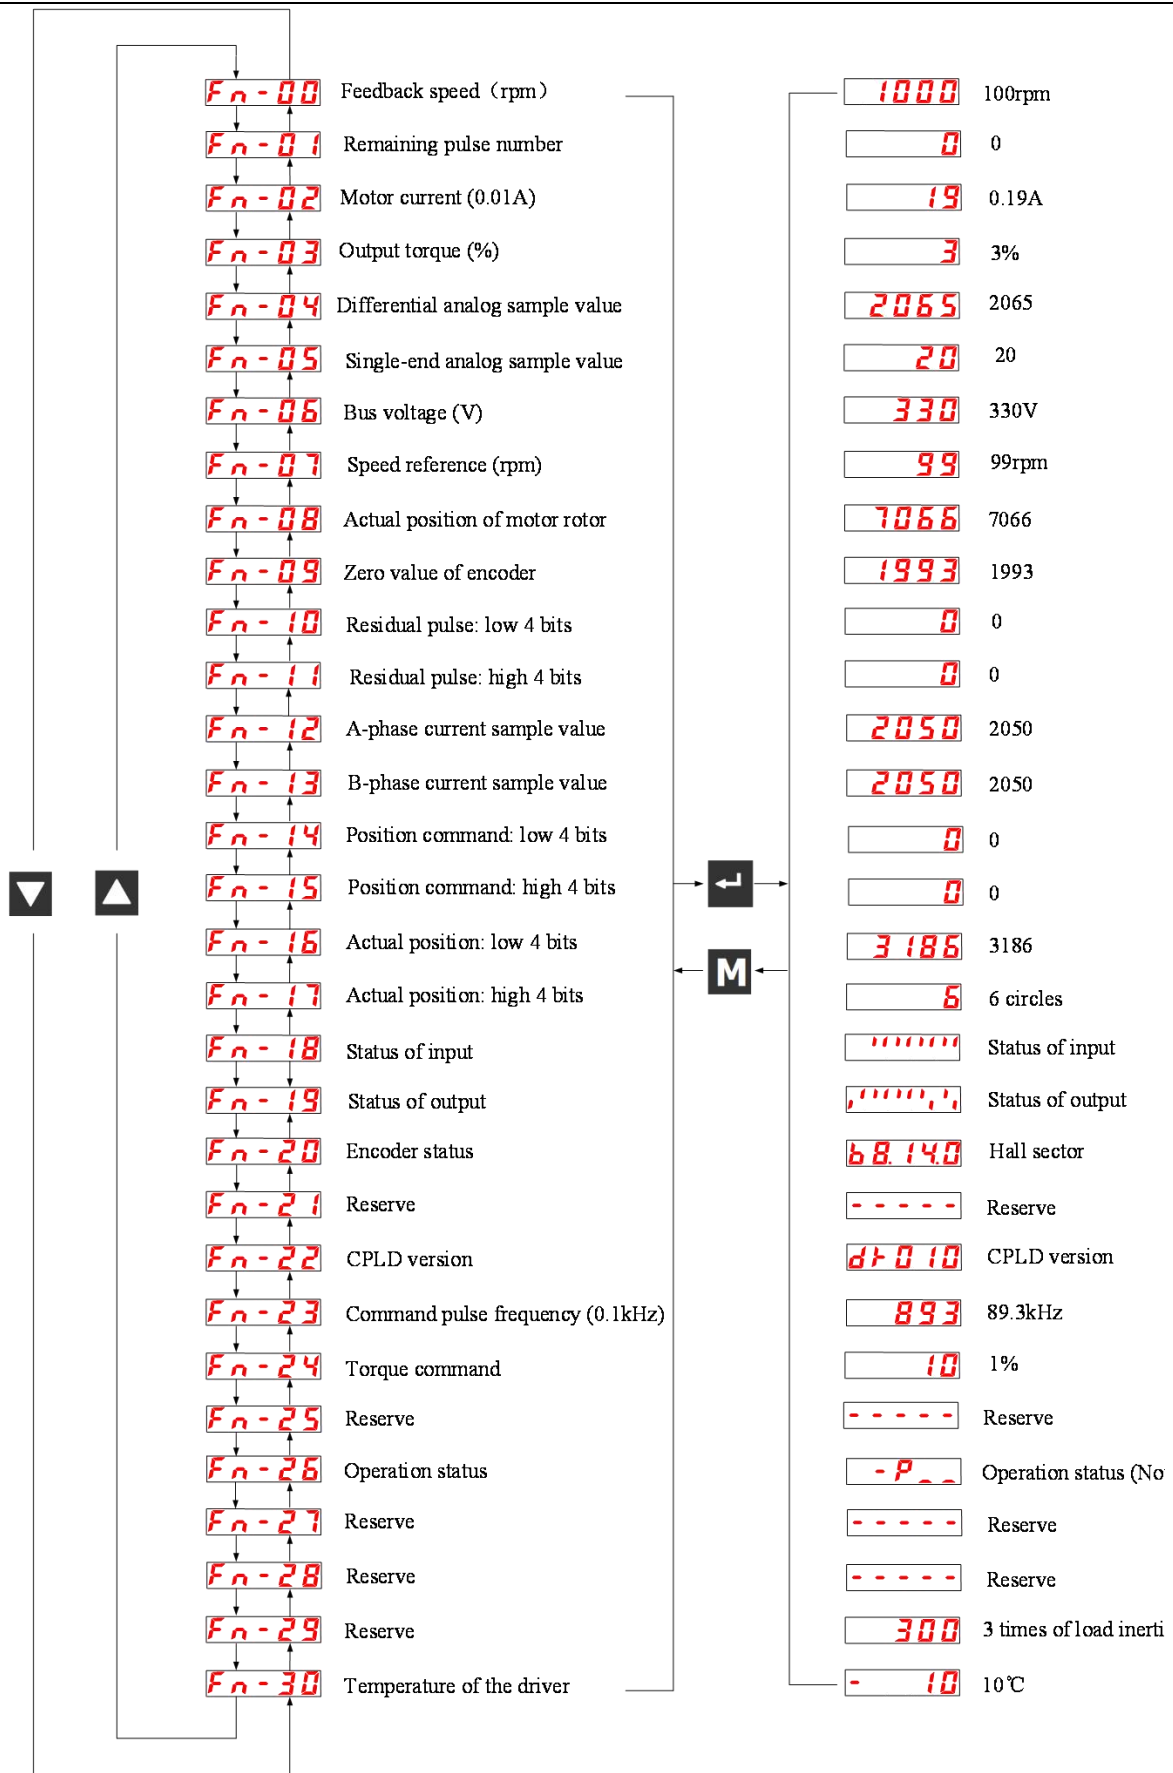 Fn-00 Feedback speed（rpm） 1000 100rpm
Fn-01 Remaining pulse number 0 0
Fn-02 Motor current (0.01A) 19 0.19A
Fn-03 Output torque (%) 3 3%
Fn-04 Differential analog sample value 2065 2065
Fn-05 Single-end analog sample value 20 20
Fn-06 Bus voltage (V) 330 330V
Fn-07 Speed reference (rpm) 99 99rpm
Fn-08 Actual position of motor rotor 7066 7066
Fn-09 Zero value of encoder 1993 1993
Fn-10 Residual pulse: low 4 bits 0 0
Fn-11 Residual pulse: high 4 bits 0 0
Fn-12 A-phase current sample value 2050 2050
Fn-13 B-phase current sample value 2050 2050
Fn-14 Position command: low 4 bits 0 0
Fn-15 Position command: high 4 bits 0 0
Fn-16 Actual position: low 4 bits 3186 3186
M
Fn-17 Actual position: high 4 bits 6 6 circles
Fn-18 Status of input Status of input
Fn-19 Status of output Status of output
Fn-20 Encoder status b8.14.0 Hall sector
Fn-21 Reserve ----- Reserve
Fn-22 CPLD version 010 CPLD version
Fn-23 Command pulse frequency (0.1kHz) 893 89.3kHz
Fn-24 Torque command 10 1%
Fn-25 Reserve ----- Reserve
Fn-26 Operation status -P__ Operation status (No
Fn-27 Reserve ----- Reserve
Fn-28 Reserve ----- Reserve
Fn-29 Reserve 300 3 times of load inerti
Fn-30 Temperature of the driver - 10 10℃